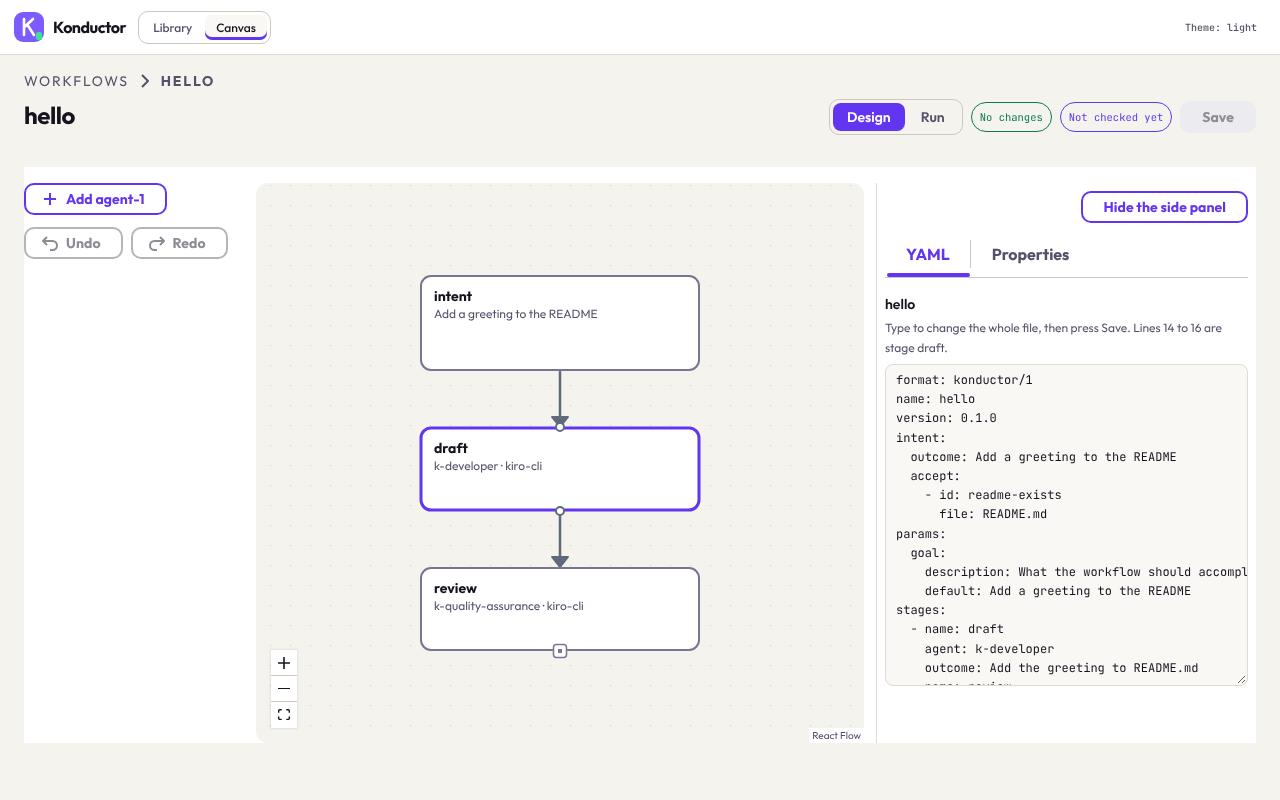 Konductor
Library
Canvas
Theme: light
WORKFLOWS > HELLO
hello
Design
Run
No changes
Not checked yet
Save
Add agent-1
Undo
Redo
intent
Add a greeting to the README
draft
k-developer · kiro-cli
review
k-quality-assurance · kiro-cli
React Flow
Hide the side panel
YAML
Properties
hello
Type to change the whole file, then press Save. Lines 14 to 16 are
stage draft.
format: konductor/1
name: hello
version: 0.1.0
intent:
  outcome: Add a greeting to the README
  accept:
    - id: readme-exists
      file: README.md
params:
  goal:
    description: What the workflow should accompl
    default: Add a greeting to the README
stages:
  - name: draft
    agent: k-developer
    outcome: Add the greeting to README.md